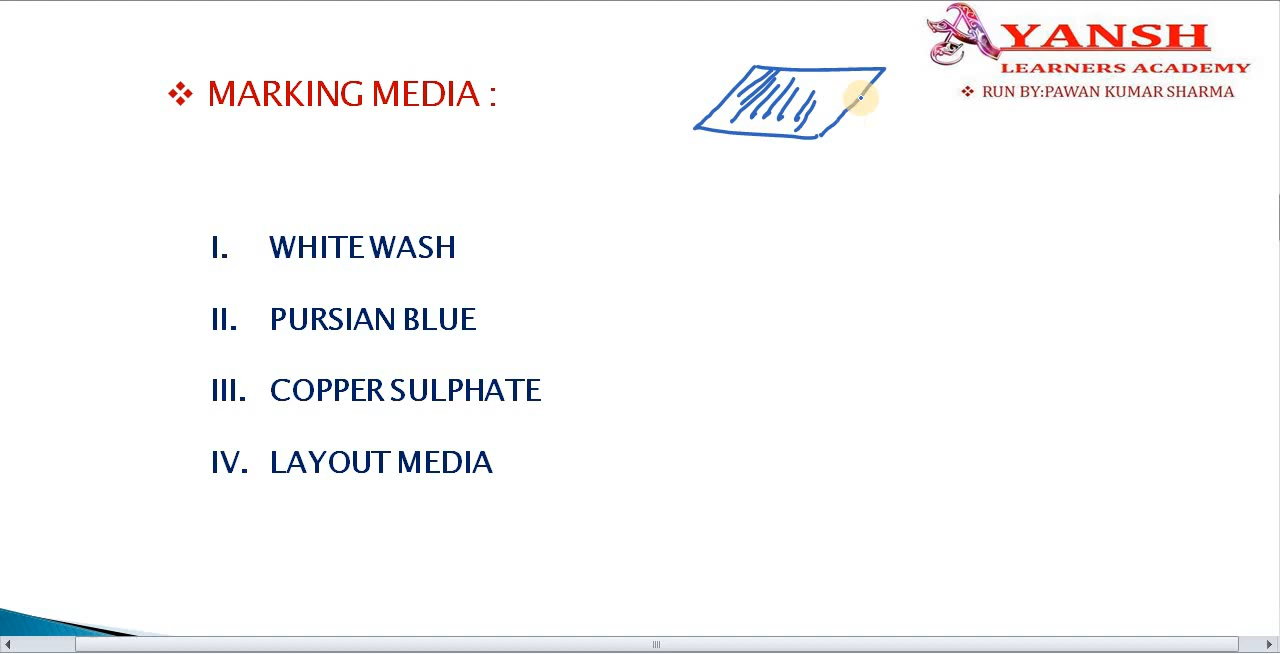 YANSH
LEARNERS ACADEMY
❖ RUN BY:PAWAN KUMAR SHARMA
❖ MARKING MEDIA :
I. WHITE WASH
II. PURSIAN BLUE
III. COPPER SULPHATE
IV. LAYOUT MEDIA